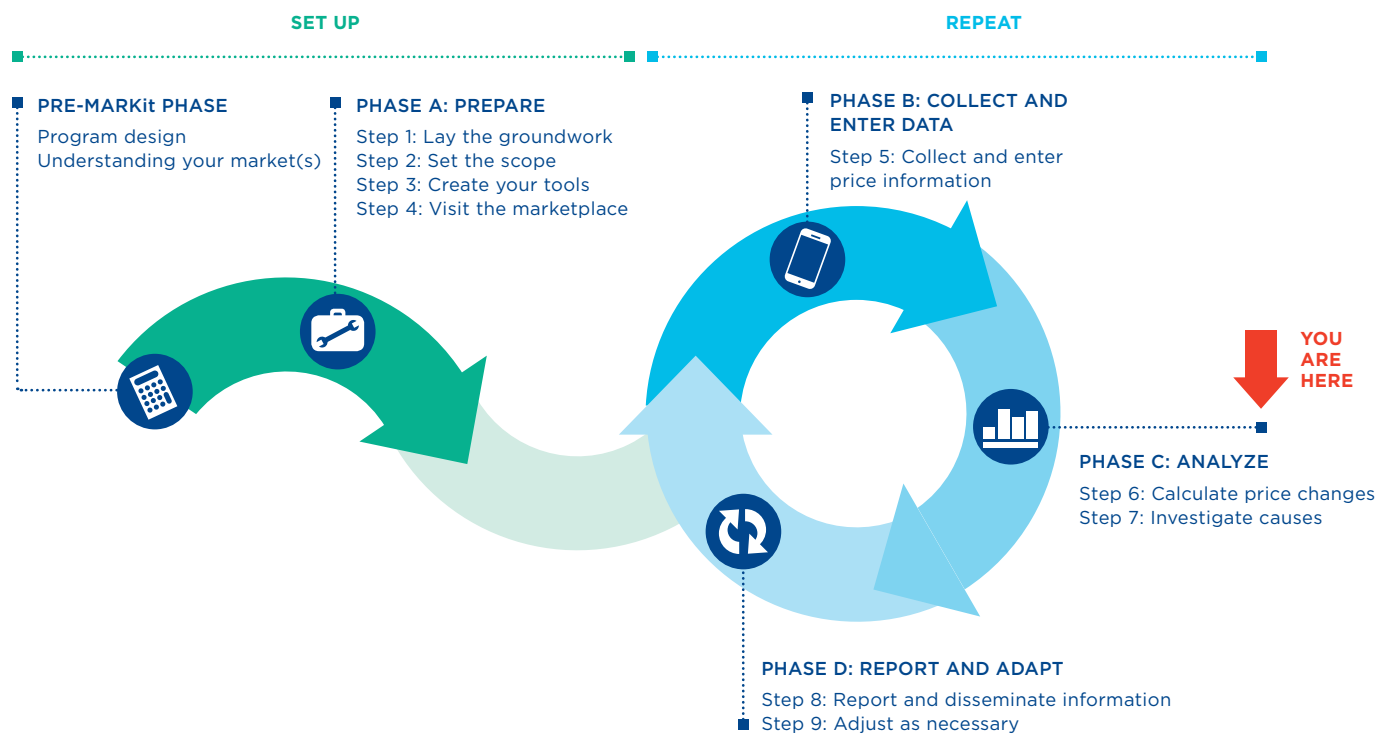 SET UP
REPEAT
PRE-MARKit PHASE
Program design
Understanding your market(s)
PHASE A: PREPARE
Step 1: Lay the groundwork
Step 2: Set the scope
Step 3: Create your tools
Step 4: Visit the marketplace
PHASE B: COLLECT AND
ENTER DATA
Step 5: Collect and enter
price information
YOU
ARE
HERE
PHASE C: ANALYZE
Step 6: Calculate price changes
Step 7: Investigate causes
PHASE D: REPORT AND ADAPT
Step 8: Report and disseminate information
Step 9: Adjust as necessary